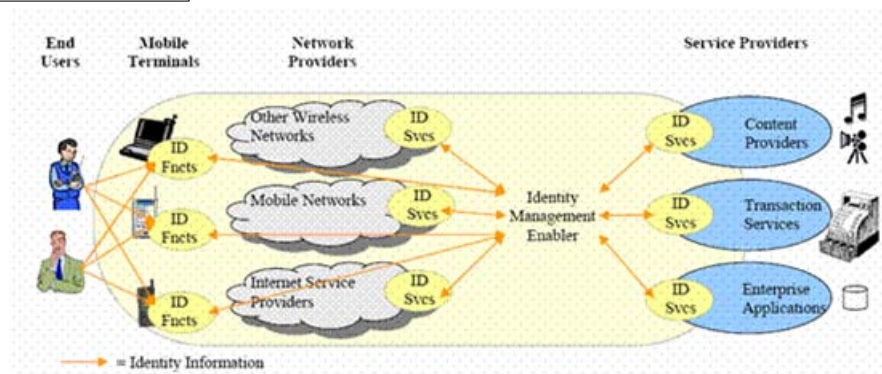 End
Users
Mobile
Terminals
Network
Providers
Service Providers
Other Wireless
Networks
ID
Svcs
ID
Fncts
Mobile Networks
ID
Svcs
ID
Fncts
Internet Service
Providers
ID
Svcs
ID
Fncts
Identity
Management
Enabler
ID
Svcs
Content
Providers
ID
Svcs
Transaction
Services
ID
Svcs
Enterprise
Applications
= Identity Information